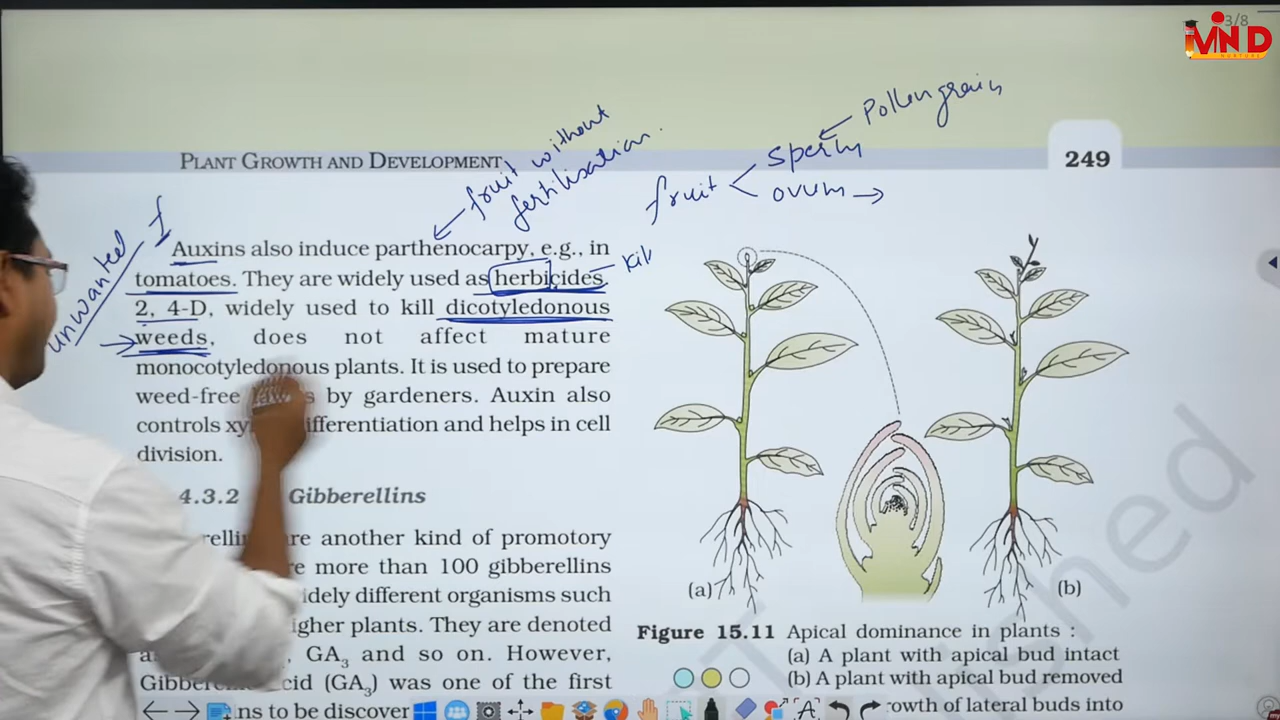 3/8
iVIND
NURTURE
Pollen grain
PLANT GROWTH AND DEVELOPMENT
fruit without
fertilisation.
fruit < sperm
ovum →
249
unwanted
Auxins also induce parthenocarpy, e.g., in
tomatoes. They are widely used as herbicides. Kill
2, 4-D, widely used to kill dicotyledonous
weeds, does not affect mature
monocotyledonous plants. It is used to prepare
weed-free by gardeners. Auxin also
controls differentiation and helps in cell
division.
4.3.2 Gibberellins
are another kind of promotory
more than 100 gibberellins
widely different organisms such
higher plants. They are denoted
GA3 and so on. However,
(GA3) was one of the first
to be discover
(a)
(b)
Figure 15.11 Apical dominance in plants :
(a) A plant with apical bud intact
(b) A plant with apical bud removed
growth of lateral buds into